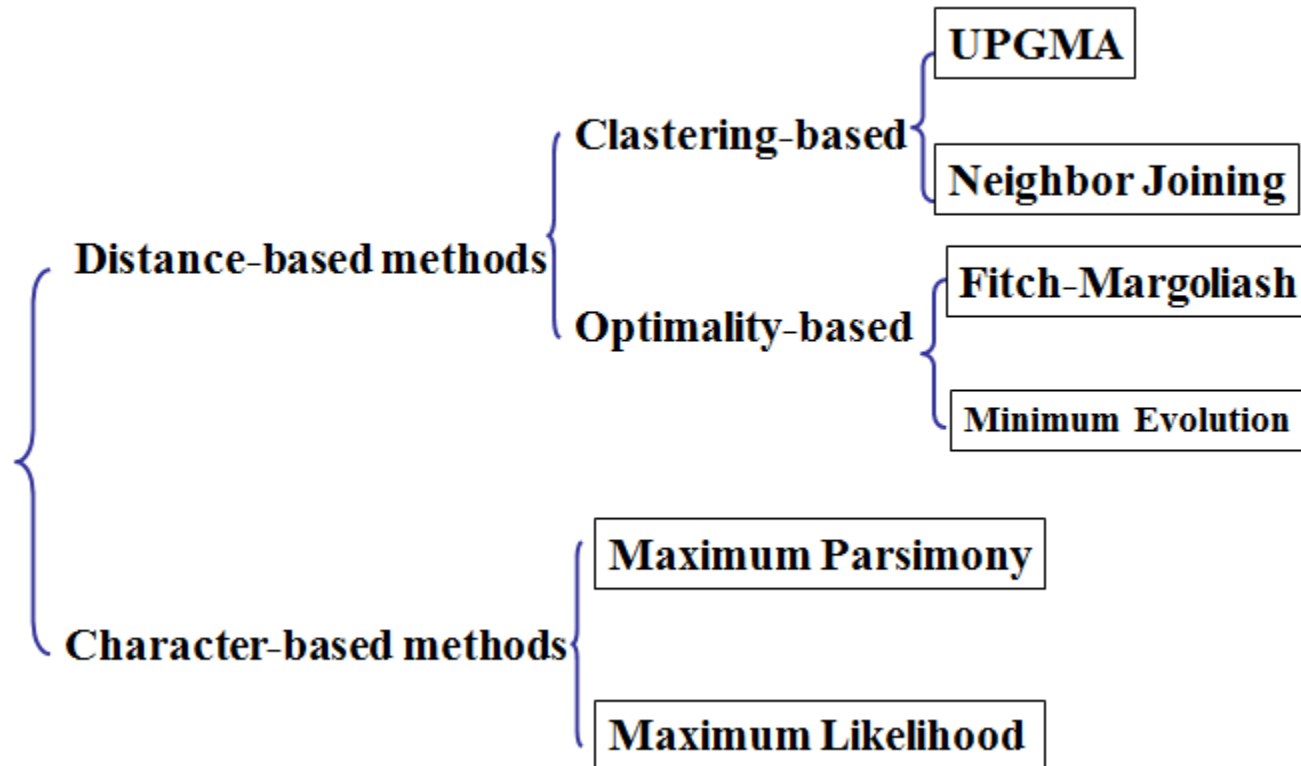 UPGMA
Clastering-based
Neighbor Joining
Distance-based methods
Fitch-Margoliash
Optimality-based
Minimum Evolution
Maximum Parsimony
Character-based methods
Maximum Likelihood